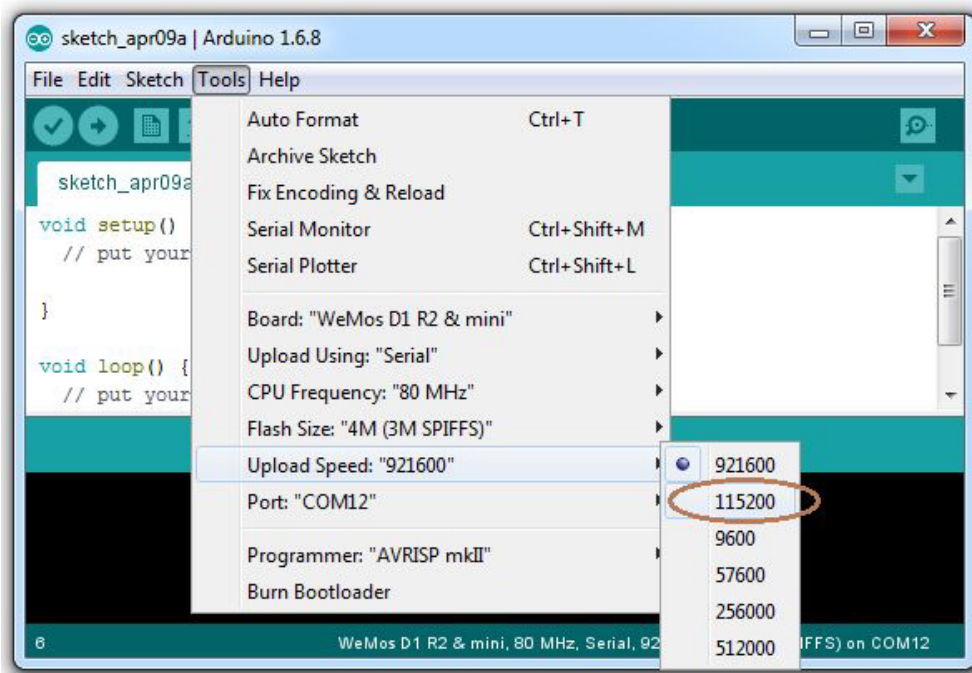 sketch_apr09a | Arduino 1.6.8
File Edit Sketch Tools Help
sketch_apr09a
void setup()
// put your
}
void loop() {
// put your
Auto Format Ctrl+T
Archive Sketch
Fix Encoding & Reload
Serial Monitor Ctrl+Shift+M
Serial Plotter Ctrl+Shift+L
Board: "WeMos D1 R2 & mini"
Upload Using: "Serial"
CPU Frequency: "80 MHz"
Flash Size: "4M (3M SPIFFS)"
Upload Speed: "921600"
Port: "COM12"
Programmer: "AVRISP mkII"
Burn Bootloader
921600
115200
9600
57600
256000
512000
6 WeMos D1 R2 & mini, 80 MHz, Serial, 92 IFFS) on COM12